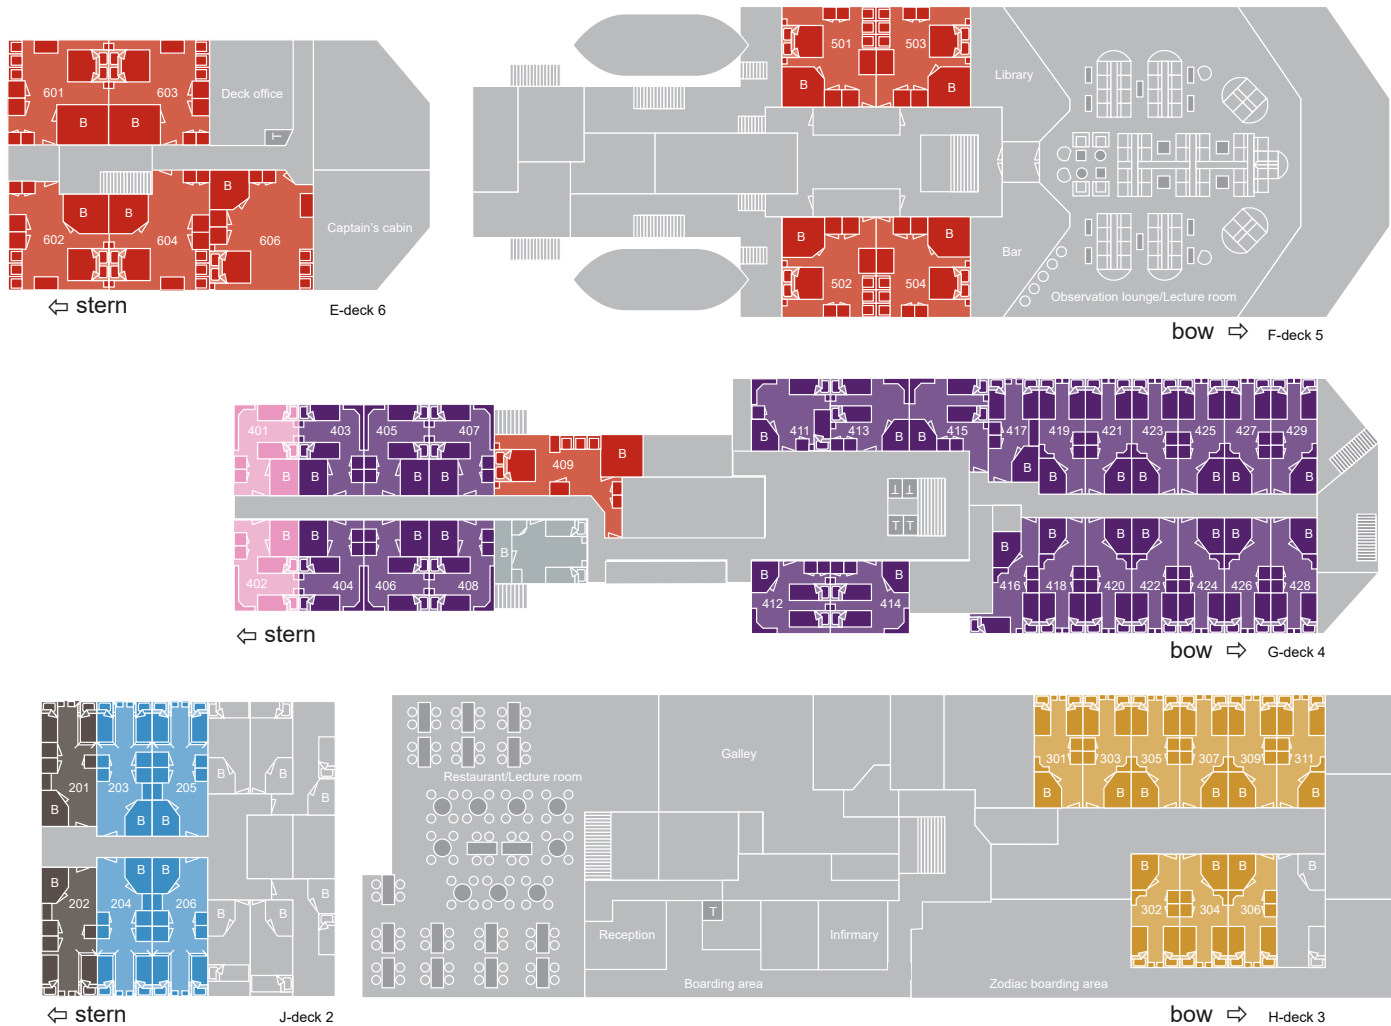 601
603
B
B
Deck office
T
B
B
B
602
604
606
Captain's cabin
stern
E-deck 6
501
503
B
B
Library
B
B
502
504
Bar
Observation lounge/Lecture room
bow
F-deck 5
401
403
405
407
B
B
B
B
409
B
411
413
415
417
419
421
423
425
427
429
B
B
B
B
B
B
B
B
B
B
T T
T T
B
B
B
B
B
402
404
406
408
B
B
412
414
B
B
B
B
B
B
B
416
418
420
422
424
426
428
stern
bow
G-deck 4
201
203
205
B
B
B
B
B
B
B
B
B
202
204
206
B
B
stern
J-deck 2
Restaurant/Lecture room
Galley
301
303
305
307
309
311
B
B
B
B
B
B
B
B
B
B
302
304
306
T
Reception
Infirmary
Boarding area
Zodiac boarding area
bow
H-deck 3